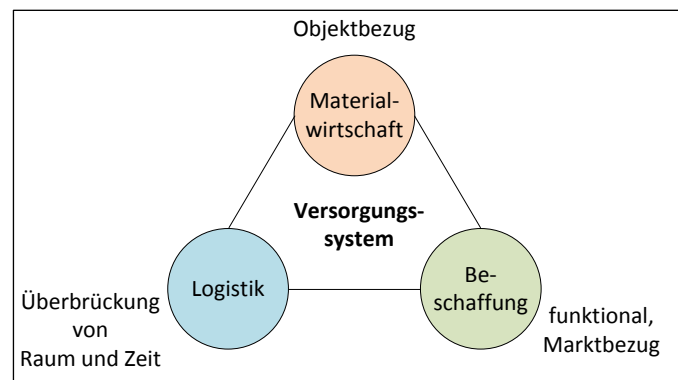 Objektbezug
Material-
wirtschaft
Versorgungs-
system
Logistik
Be-
schaffung
Überbrückung
von
Raum und Zeit
funktional,
Marktbezug